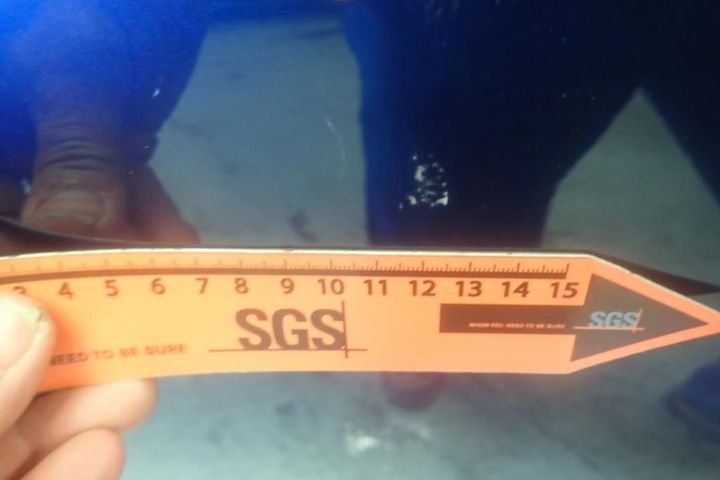 3 4 5 6 7 8 9 10 11 12 13 14 15
SGS
WHEN YOU NEED TO BE SURE
SGS
NEED TO BE SURE